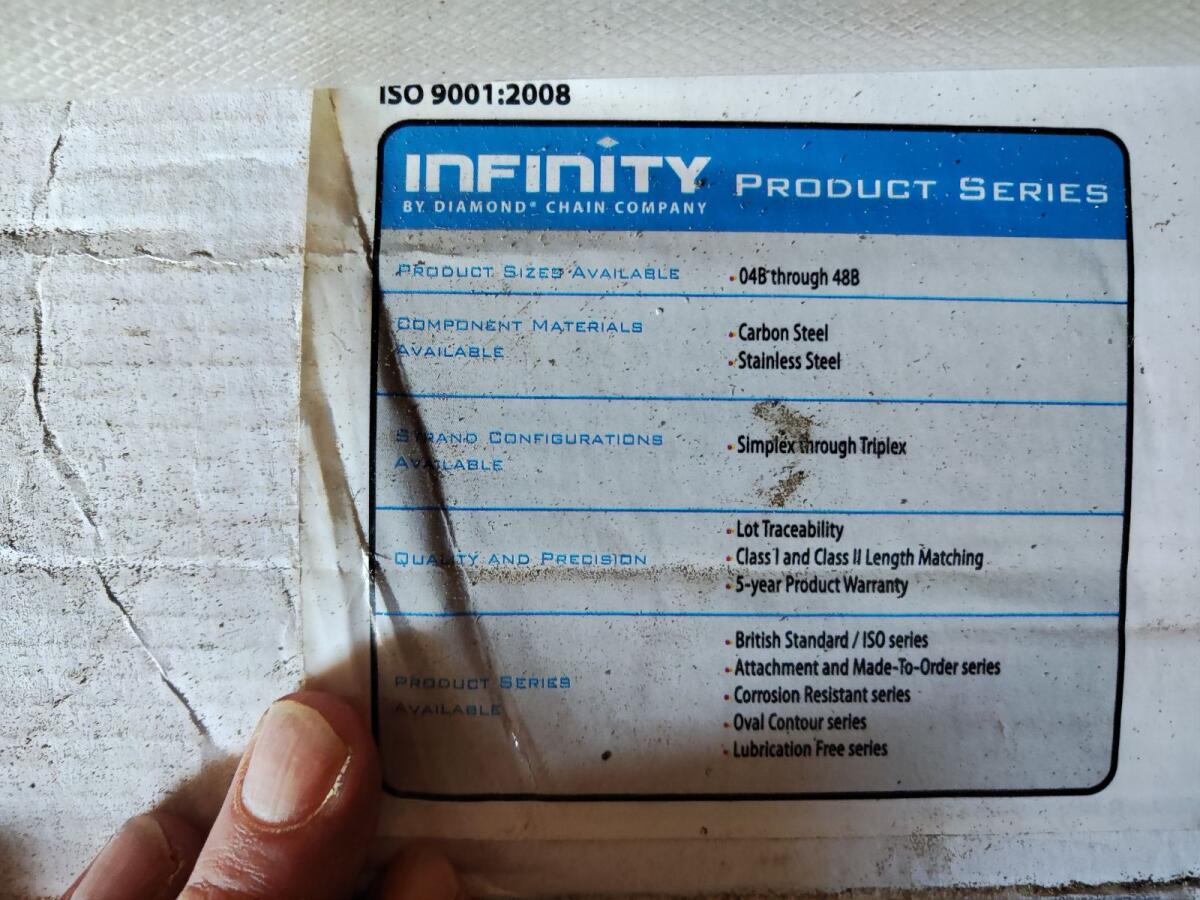 ISO 9001:2008
INFINITY PRODUCT SERIES
BY DIAMOND® CHAIN COMPANY
PRODUCT SIZES AVAILABLE
• 04B through 48B
COMPONENT MATERIALS
AVAILABLE
• Carbon Steel
• Stainless Steel
STRAND CONFIGURATIONS
AVAILABLE
• Simplex through Triplex
QUALITY AND PRECISION
• Lot Traceability
• Class I and Class II Length Matching
• 5-year Product Warranty
PRODUCT SERIES
AVAILABLE
• British Standard / ISO series
• Attachment and Made-To-Order series
• Corrosion Resistant series
• Oval Contour series
• Lubrication Free series